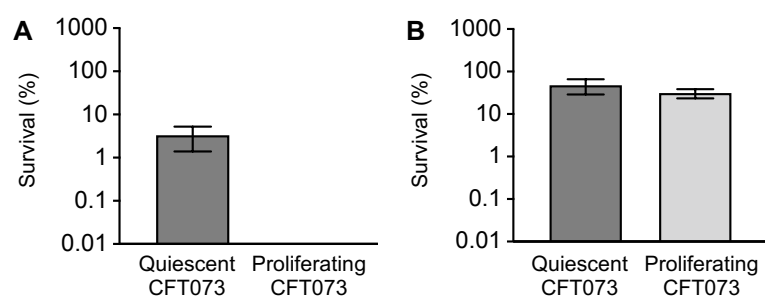 A
Survival (%)
1000
100
10
1
0.1
0.01
Quiescent CFT073
Proliferating CFT073
B
Survival (%)
1000
100
10
1
0.1
0.01
Quiescent CFT073
Proliferating CFT073